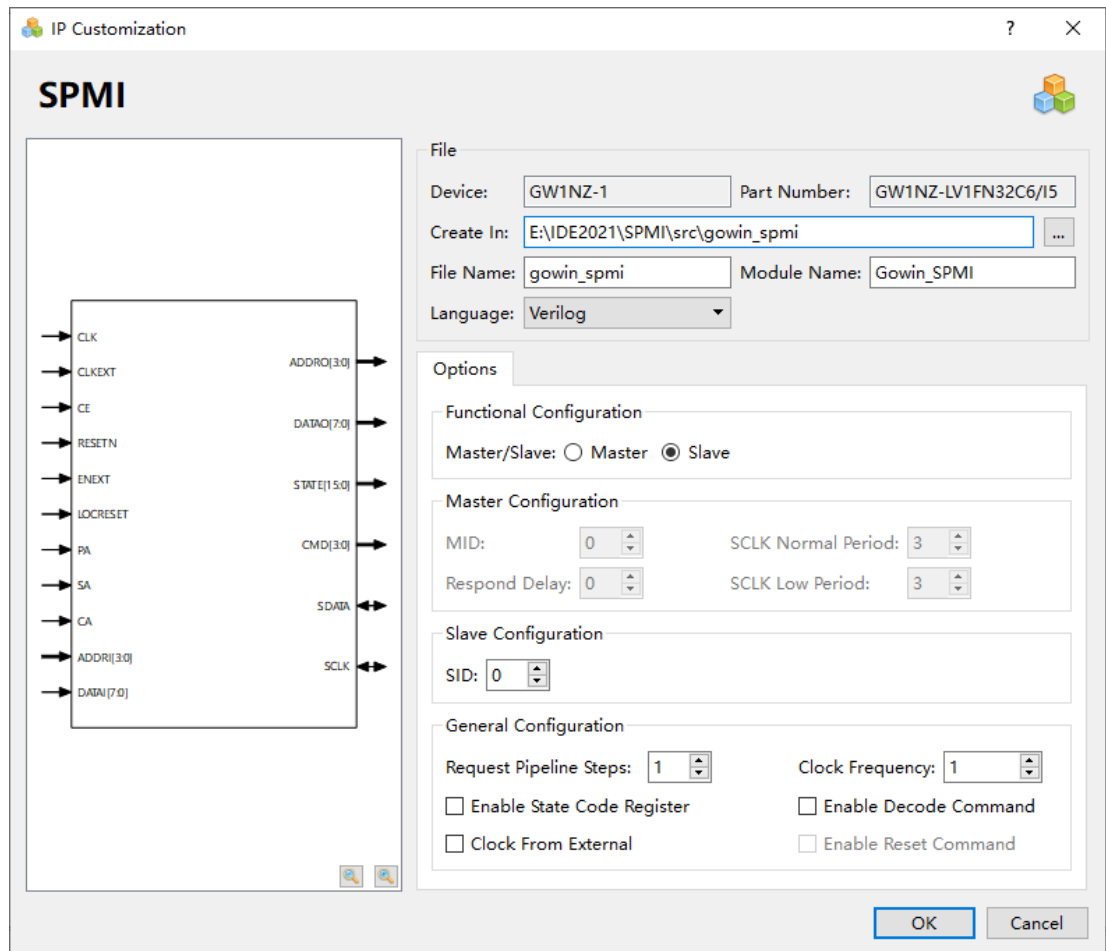 IP Customization ? ×
SPMI
CLK
CLKEXT
CE
RESETN
ENEXT
LOCRESET
PA
SA
CA
ADDRI[3:0]
DATAI[7:0]
ADDRO[3:0]
DATAO[7:0]
STATE[15:0]
CMD[3:0]
SDATA
SCLK
File
Device: GW1NZ-1 Part Number: GW1NZ-LV1FN32C6/I5
Create In: E:\IDE2021\SPMI\src\gowin_spmi ...
File Name: gowin_spmi Module Name: Gowin_SPMI
Language: Verilog
Options
Functional Configuration
Master/Slave: Master Slave
Master Configuration
MID: 0 SCLK Normal Period: 3
Respond Delay: 0 SCLK Low Period: 3
Slave Configuration
SID: 0
General Configuration
Request Pipeline Steps: 1 Clock Frequency: 1
Enable State Code Register Enable Decode Command
Clock From External Enable Reset Command
OK Cancel